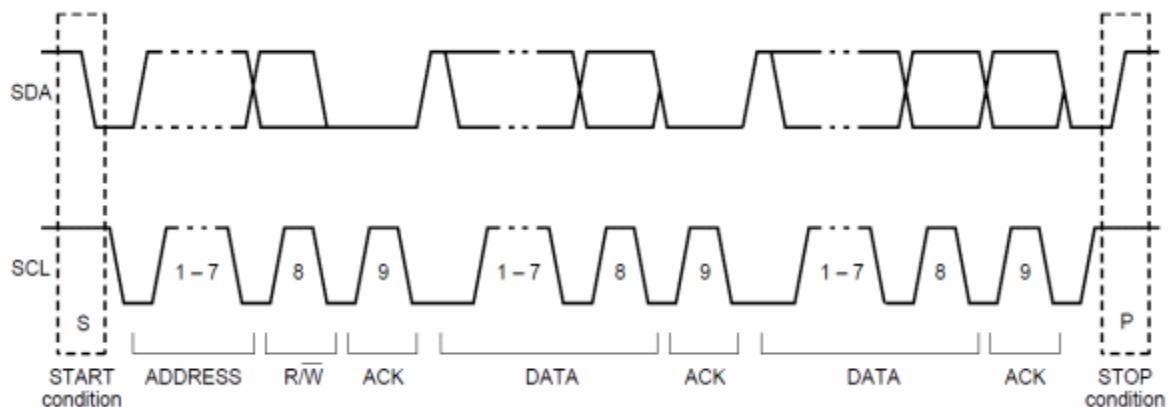 SDA
SCL
1 – 7
8
9
1 – 7
8
9
1 – 7
8
9
S
P
START
condition
ADDRESS
R/W̅
ACK
DATA
ACK
DATA
ACK
STOP
condition